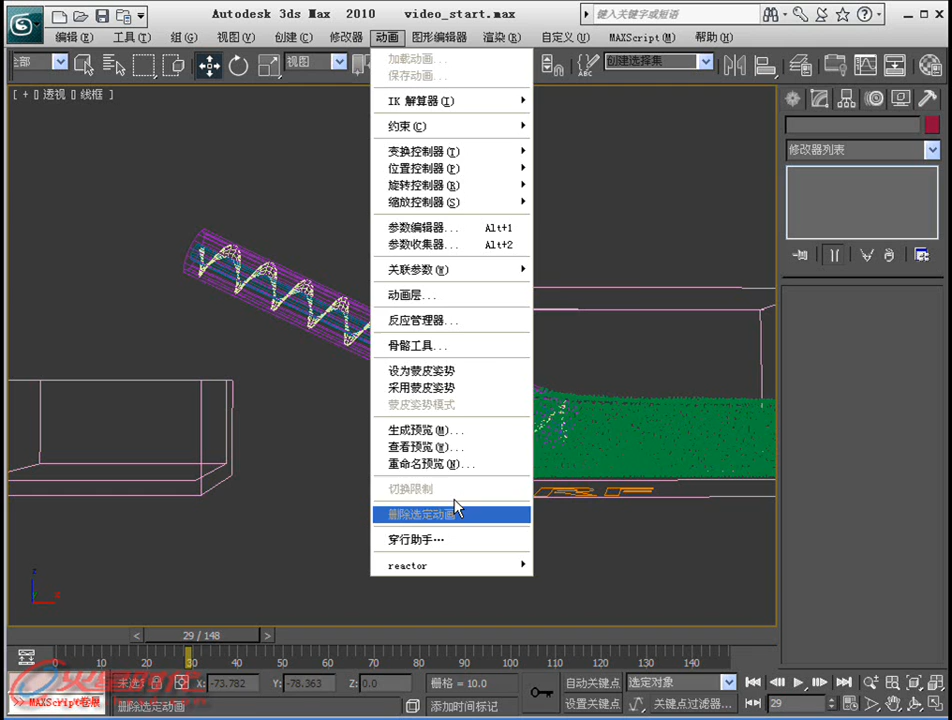 Autodesk 3ds Max 2010 video_start.max
键入关键字或短语
编辑(E) 工具(T) 组(G) 视图(V) 创建(C) 修改器 动画 图形编辑器 渲染(R) 自定义(U) MAXScript(M) 帮助(H)
全部 视图 ABC 创建选择集
[ + ] 透视 ] 线框 ]
加载动画...
保存动画...
IK 解算器(I)
约束(C)
变换控制器(T)
位置控制器(P)
旋转控制器(R)
缩放控制器(S)
参数编辑器... Alt+1
参数收集器... Alt+2
关联参数(W)
动画层...
反应管理器...
骨骼工具...
设为蒙皮姿势
采用蒙皮姿势
蒙皮姿势模式
生成预览(M)...
查看预览(V)...
重命名预览(N)...
切换限制
删除选定动画
穿行助手...
reactor
修改器列表
z
x
< 29 / 148 >
0 10 20 30 40 50 60 70 80 90 100 110 120 130 140
X: -73.782 Y: -78.363 Z: 0.0 栅格 = 10.0 自动关键点 选定对象
>> MAXScript 删除选定动画 添加时间标记 设置关键点 关键点过滤器... 29